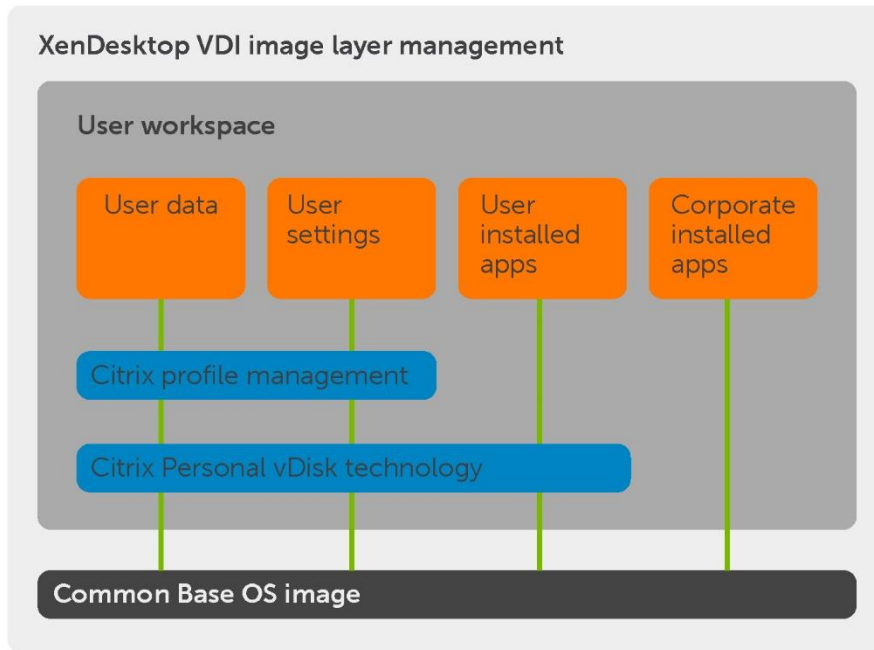 XenDesktop VDI image layer management
User workspace
User data
User
settings
User
installed
apps
Corporate
installed
apps
Citrix profile management
Citrix Personal vDisk technology
Common Base OS image